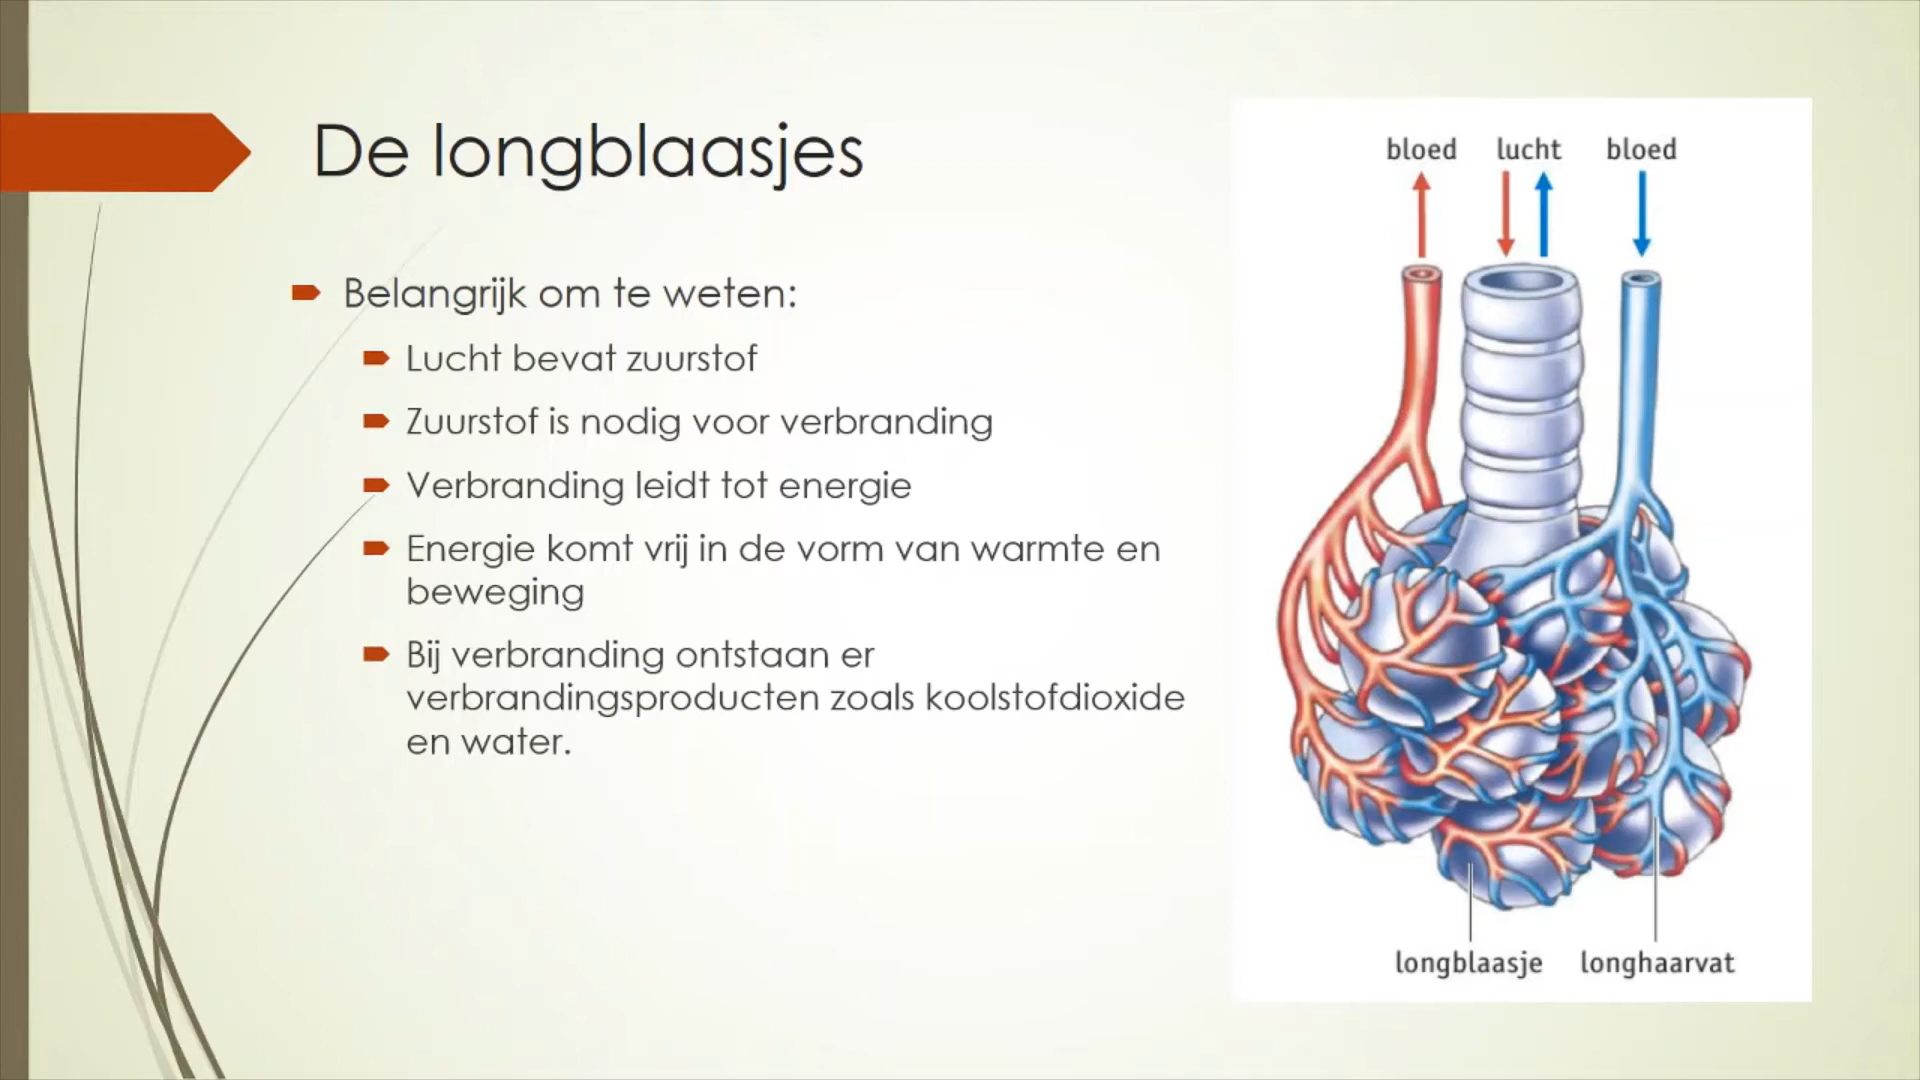 De longblaasjes
Belangrijk om te weten:
Lucht bevat zuurstof
Zuurstof is nodig voor verbranding
Verbranding leidt tot energie
Energie komt vrij in de vorm van warmte en
beweging
Bij verbranding ontstaan er
verbrandingsproducten zoals koolstofdioxide
en water.
bloed lucht bloed
longblaasje longhaarvat